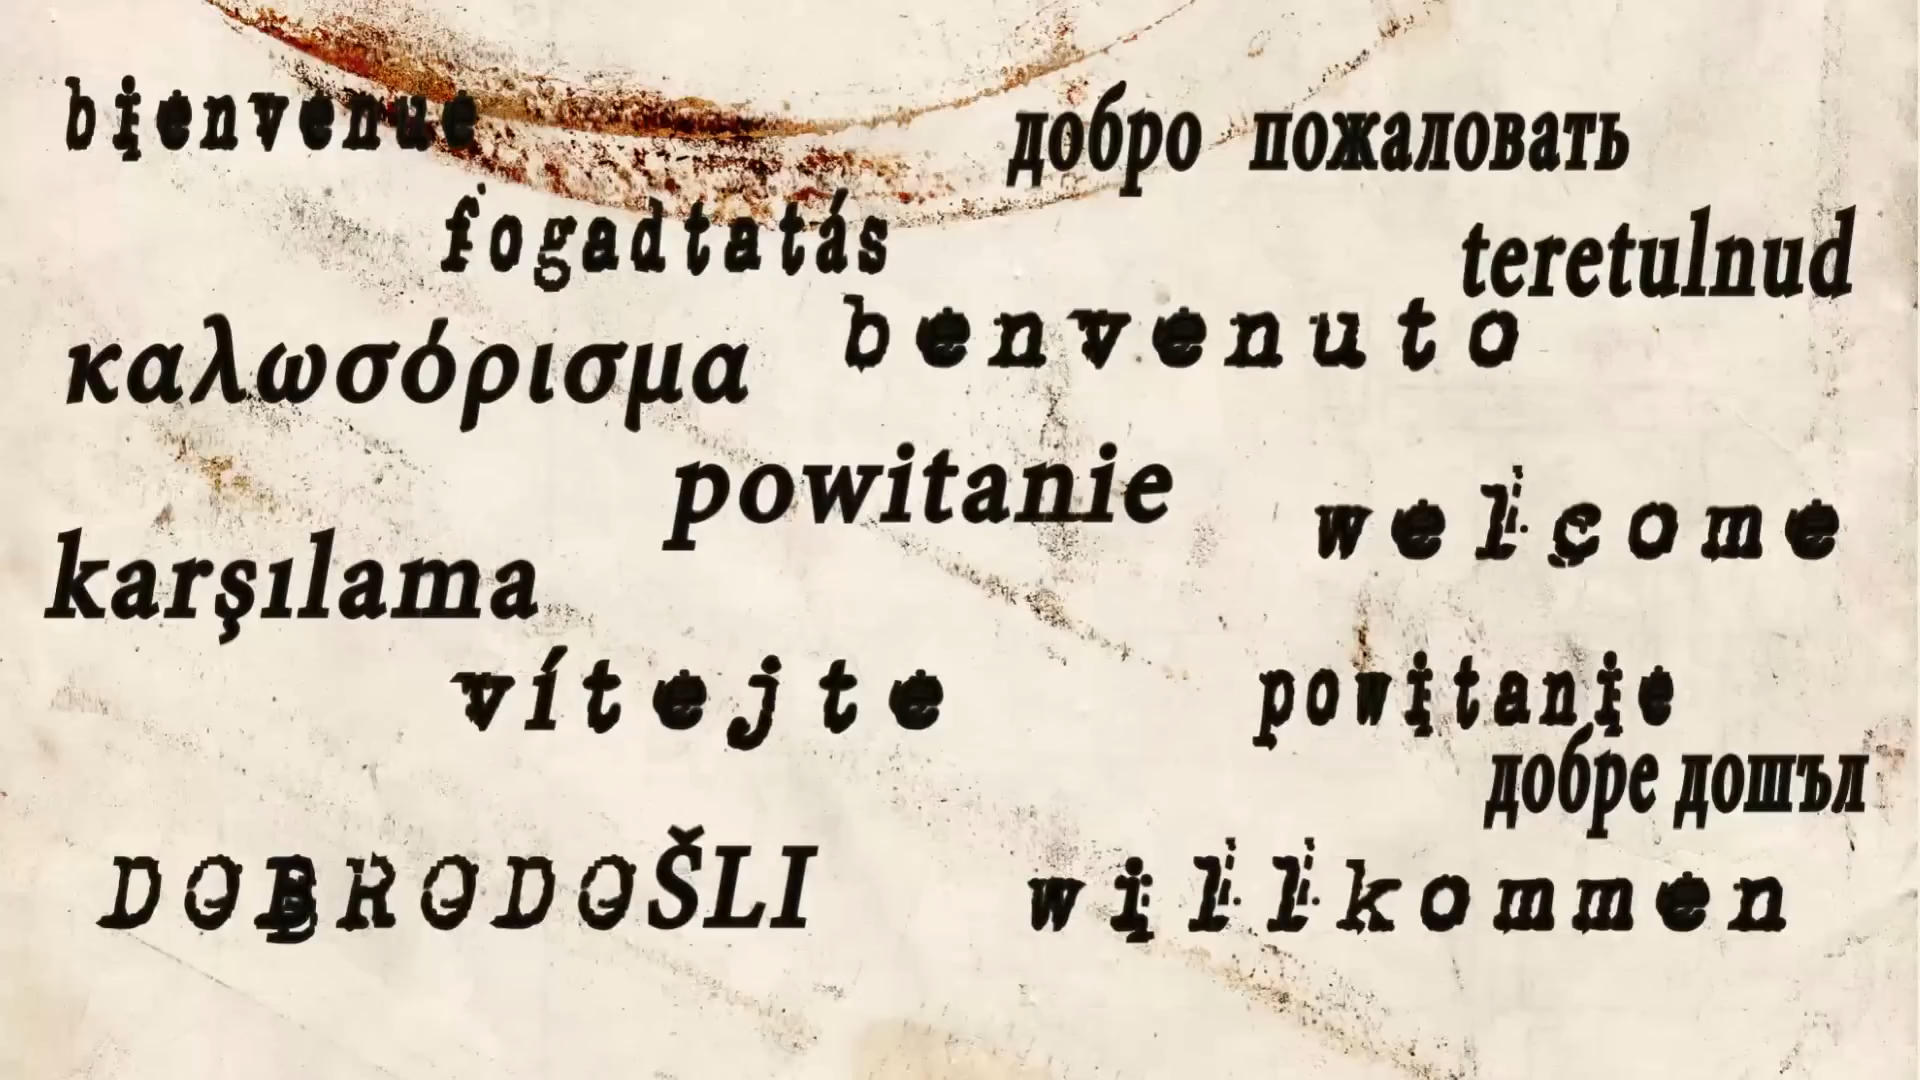 bienvenue
добро пожаловать
fogadtatás
teretulnud
benvenuto
καλωσόρισμα
powitanie
welcome
karşılama
vítejte
powitanie
добре дошъл
DOBRODOŠLI
willkommen